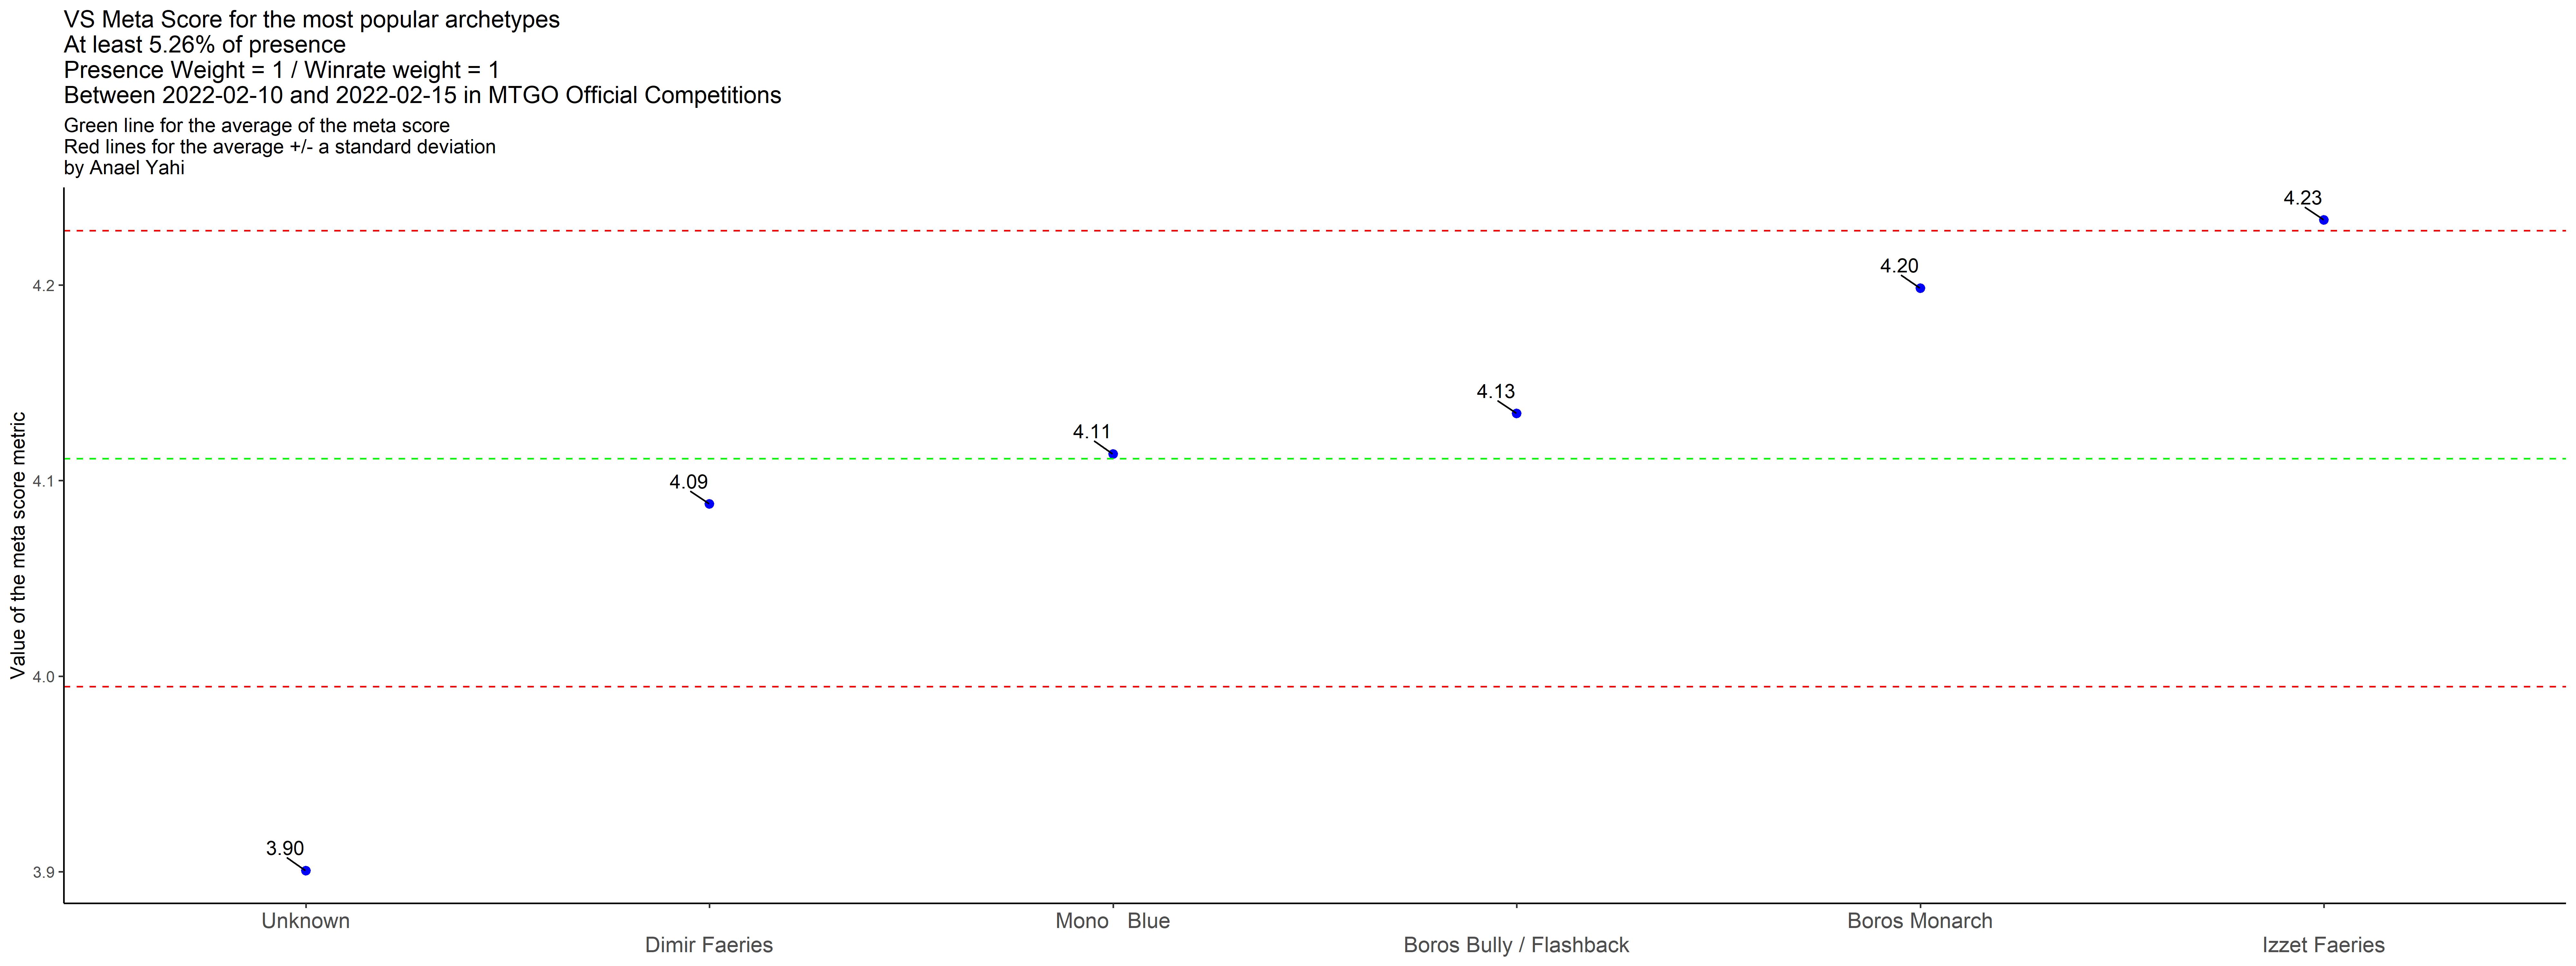 VS Meta Score for the most popular archetypes
At least 5.26% of presence
Presence Weight = 1 / Winrate weight = 1
Between 2022-02-10 and 2022-02-15 in MTGO Official Competitions
Green line for the average of the meta score
Red lines for the average +/- a standard deviation
by Anael Yahi
4.23
4.20
4.2
4.13
4.11
4.09
4.1
4.0
3.90
3.9
Value of the meta score metric
Unknown
Dimir Faeries
Mono   Blue
Boros Bully / Flashback
Boros Monarch
Izzet Faeries